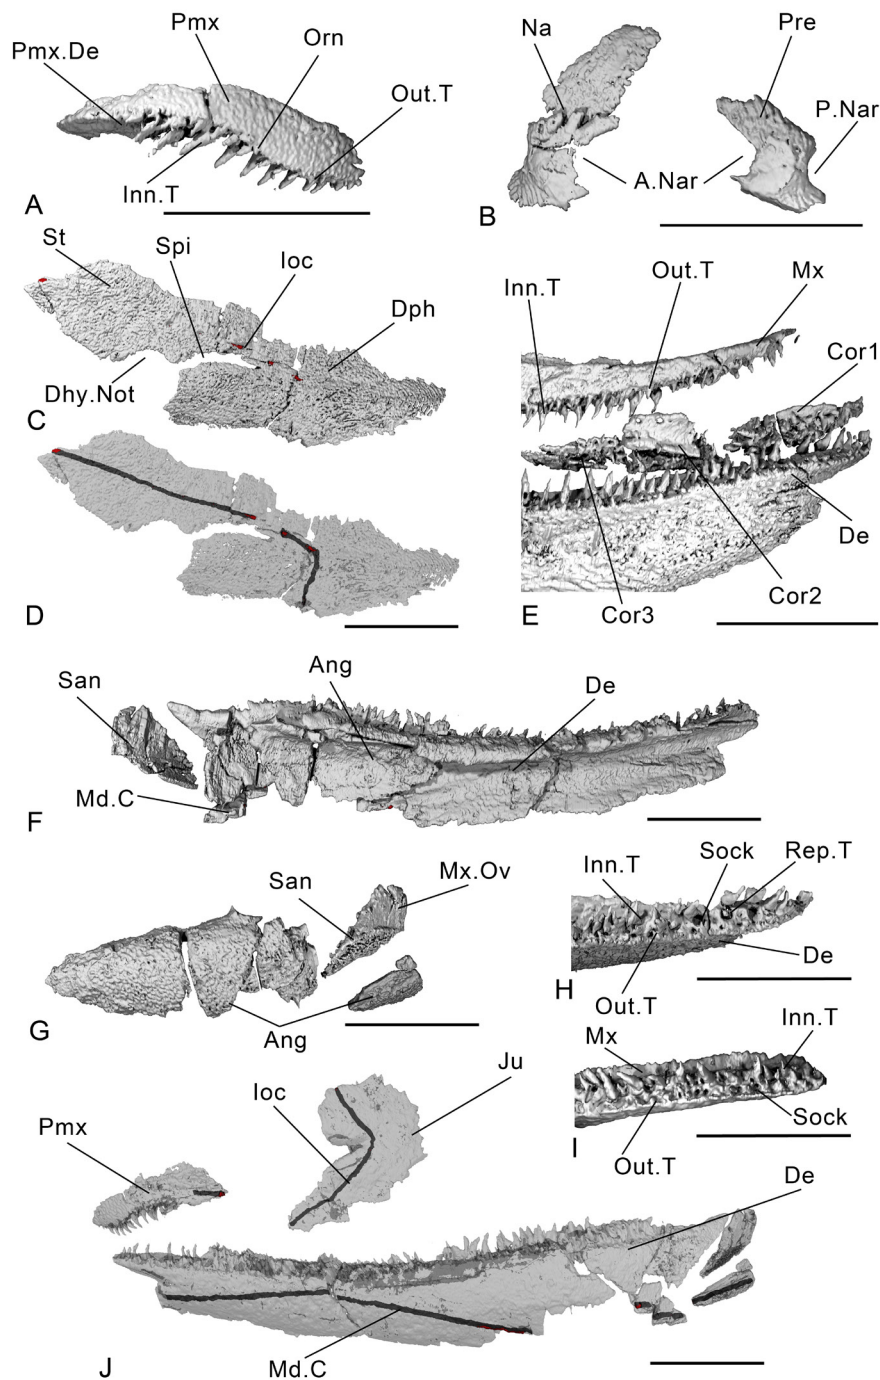 Pmx
Orn
Pmx.De
Out.T
Inn.T
A
Na
Pre
P.Nar
A.Nar
B
St
Spi
Ioc
Dph
Dhy.Not
C
D
Inn.T
Out.T
Mx
Cor1
De
Cor2
Cor3
E
San
Ang
De
Md.C
F
San
Mx.Ov
Ang
G
Inn.T
Sock
Rep.T
De
Out.T
H
Mx
Inn.T
Sock
Out.T
I
Pmx
Ioc
Ju
De
Md.C
J